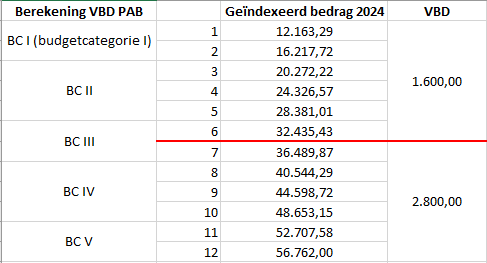 Berekening VBD PAB Geïndexeerd bedrag 2024 VBD
BC I (budgetcategorie I) 1 12.163,29 1.600,00
2 16.217,72
BC II 3 20.272,22
4 24.326,57
5 28.381,01
BC III 6 32.435,43
7 36.489,87 2.800,00
BC IV 8 40.544,29
9 44.598,72
10 48.653,15
BC V 11 52.707,58
12 56.762,00